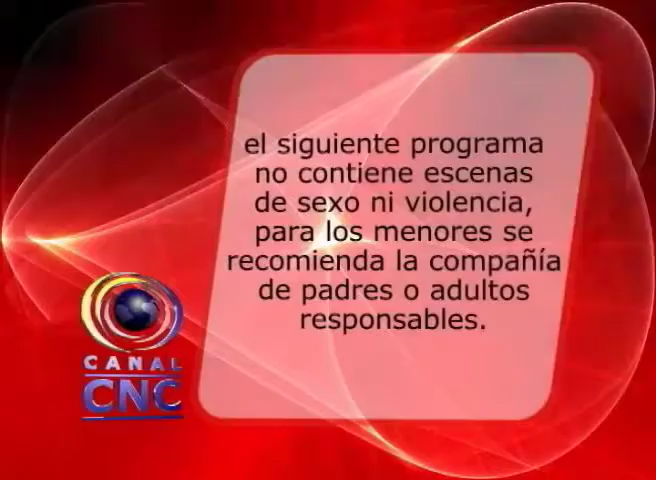 el siguiente programa
no contiene escenas
de sexo ni violencia,
para los menores se
recomienda la compañía
de padres o adultos
responsables.
CANAL
CNC